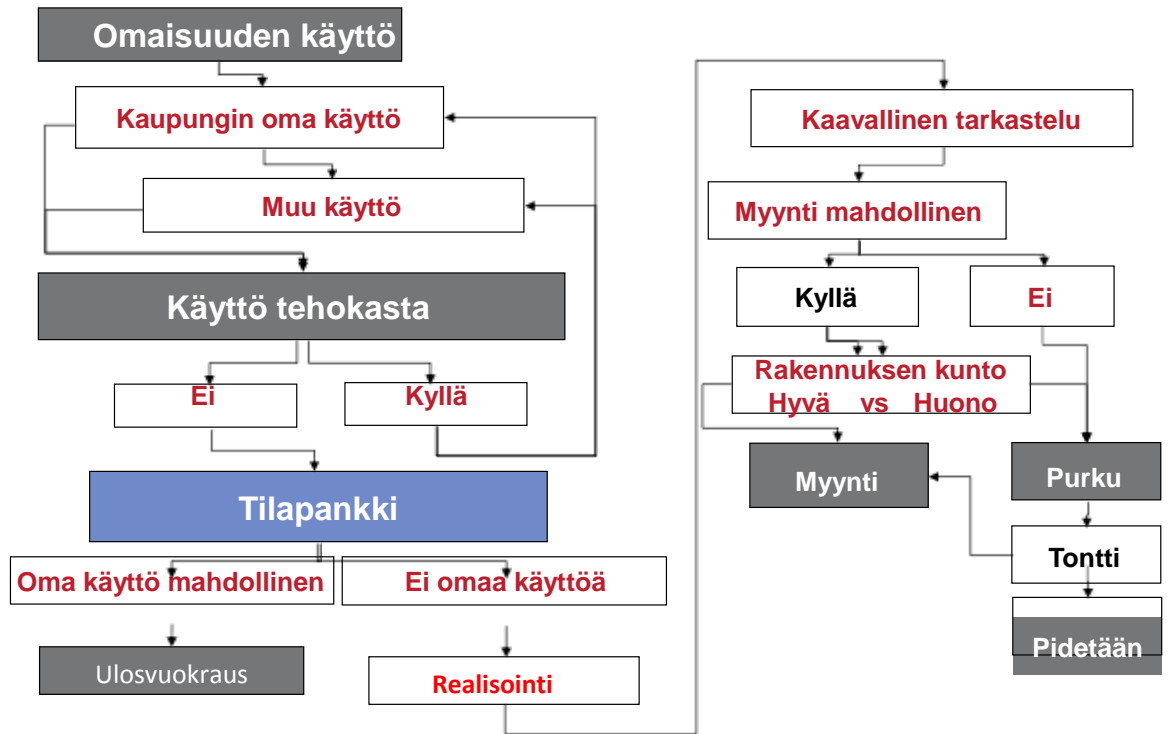 Omaisuuden käyttö
Kaupungin oma käyttö
Muu käyttö
Käyttö tehokasta
Ei
Kyllä
Tilapankki
Oma käyttö mahdollinen
Ei omaa käyttöä
Ulosvuokraus
Realisointi
Kaavallinen tarkastelu
Myynti mahdollinen
Kyllä
Ei
Rakennuksen kunto
Hyvä vs Huono
Myynti
Purku
Tontti
Pidetään